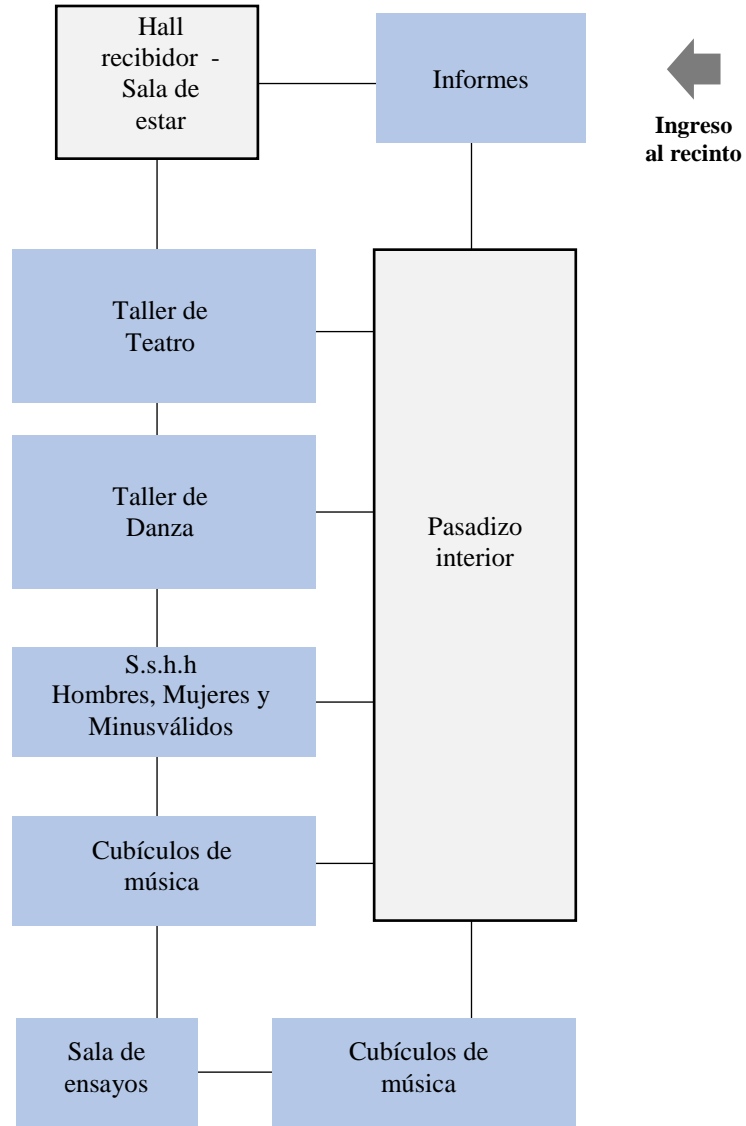 Hall
recibidor -
Sala de
estar
Informes
Ingreso
al recinto
Taller de
Teatro
Taller de
Danza
Pasadizo
interior
S.s.h.h
Hombres, Mujeres y
Minusválidos
Cubículos de
música
Sala de
ensayos
Cubículos de
música